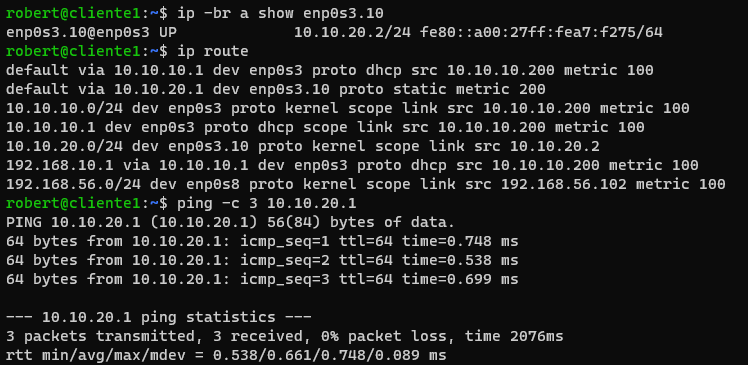 robert@cliente1:~$ ip -br a show enp0s3.10
enp0s3.10@enp0s3 UP             10.10.20.2/24 fe80::a00:27ff:fea7:f275/64
robert@cliente1:~$ ip route
default via 10.10.10.1 dev enp0s3 proto dhcp src 10.10.10.200 metric 100
default via 10.10.20.1 dev enp0s3.10 proto static metric 200
10.10.10.0/24 dev enp0s3 proto kernel scope link src 10.10.10.200 metric 100
10.10.10.1 dev enp0s3 proto dhcp scope link src 10.10.10.200 metric 100
10.10.20.0/24 dev enp0s3.10 proto kernel scope link src 10.10.20.2
192.168.10.1 via 10.10.10.1 dev enp0s3 proto dhcp src 10.10.10.200 metric 100
192.168.56.0/24 dev enp0s8 proto kernel scope link src 192.168.56.102 metric 100
robert@cliente1:~$ ping -c 3 10.10.20.1
PING 10.10.20.1 (10.10.20.1) 56(84) bytes of data.
64 bytes from 10.10.20.1: icmp_seq=1 ttl=64 time=0.748 ms
64 bytes from 10.10.20.1: icmp_seq=2 ttl=64 time=0.538 ms
64 bytes from 10.10.20.1: icmp_seq=3 ttl=64 time=0.699 ms

--- 10.10.20.1 ping statistics ---
3 packets transmitted, 3 received, 0% packet loss, time 2076ms
rtt min/avg/max/mdev = 0.538/0.661/0.748/0.089 ms